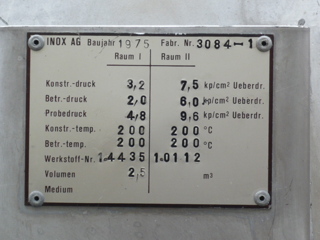 INOX AG Baujahr 1975 Fabr. Nr. 3084-1
Raum I Raum II
Konstr.-druck 3,2 7,5 kp/cm² Ueberdr.
Betr.-druck 2,0 6,0 kp/cm² Ueberdr.
Probedruck 4,8 9,6 kp/cm² Ueberdr.
Konstr.-temp. 200 200 °C
Betr.-temp. 200 200 °C
Werkstoff-Nr. 1.4435 1.0112
Volumen 2,5 m³
Medium